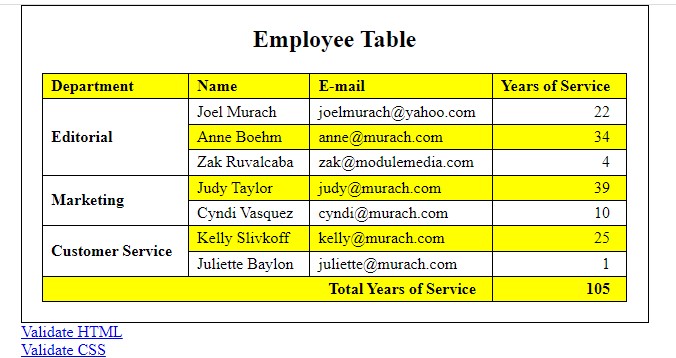 Employee Table
Department Name E-mail Years of Service
Joel Murach joelmurach@yahoo.com 22
Editorial Anne Boehm anne@murach.com 34
Zak Ruvalcaba zak@modulemedia.com 4
Marketing Judy Taylor judy@murach.com 39
Cyndi Vasquez cyndi@murach.com 10
Customer Service Kelly Slivkoff kelly@murach.com 25
Juliette Baylon juliette@murach.com 1
Total Years of Service 105
Validate HTML
Validate CSS